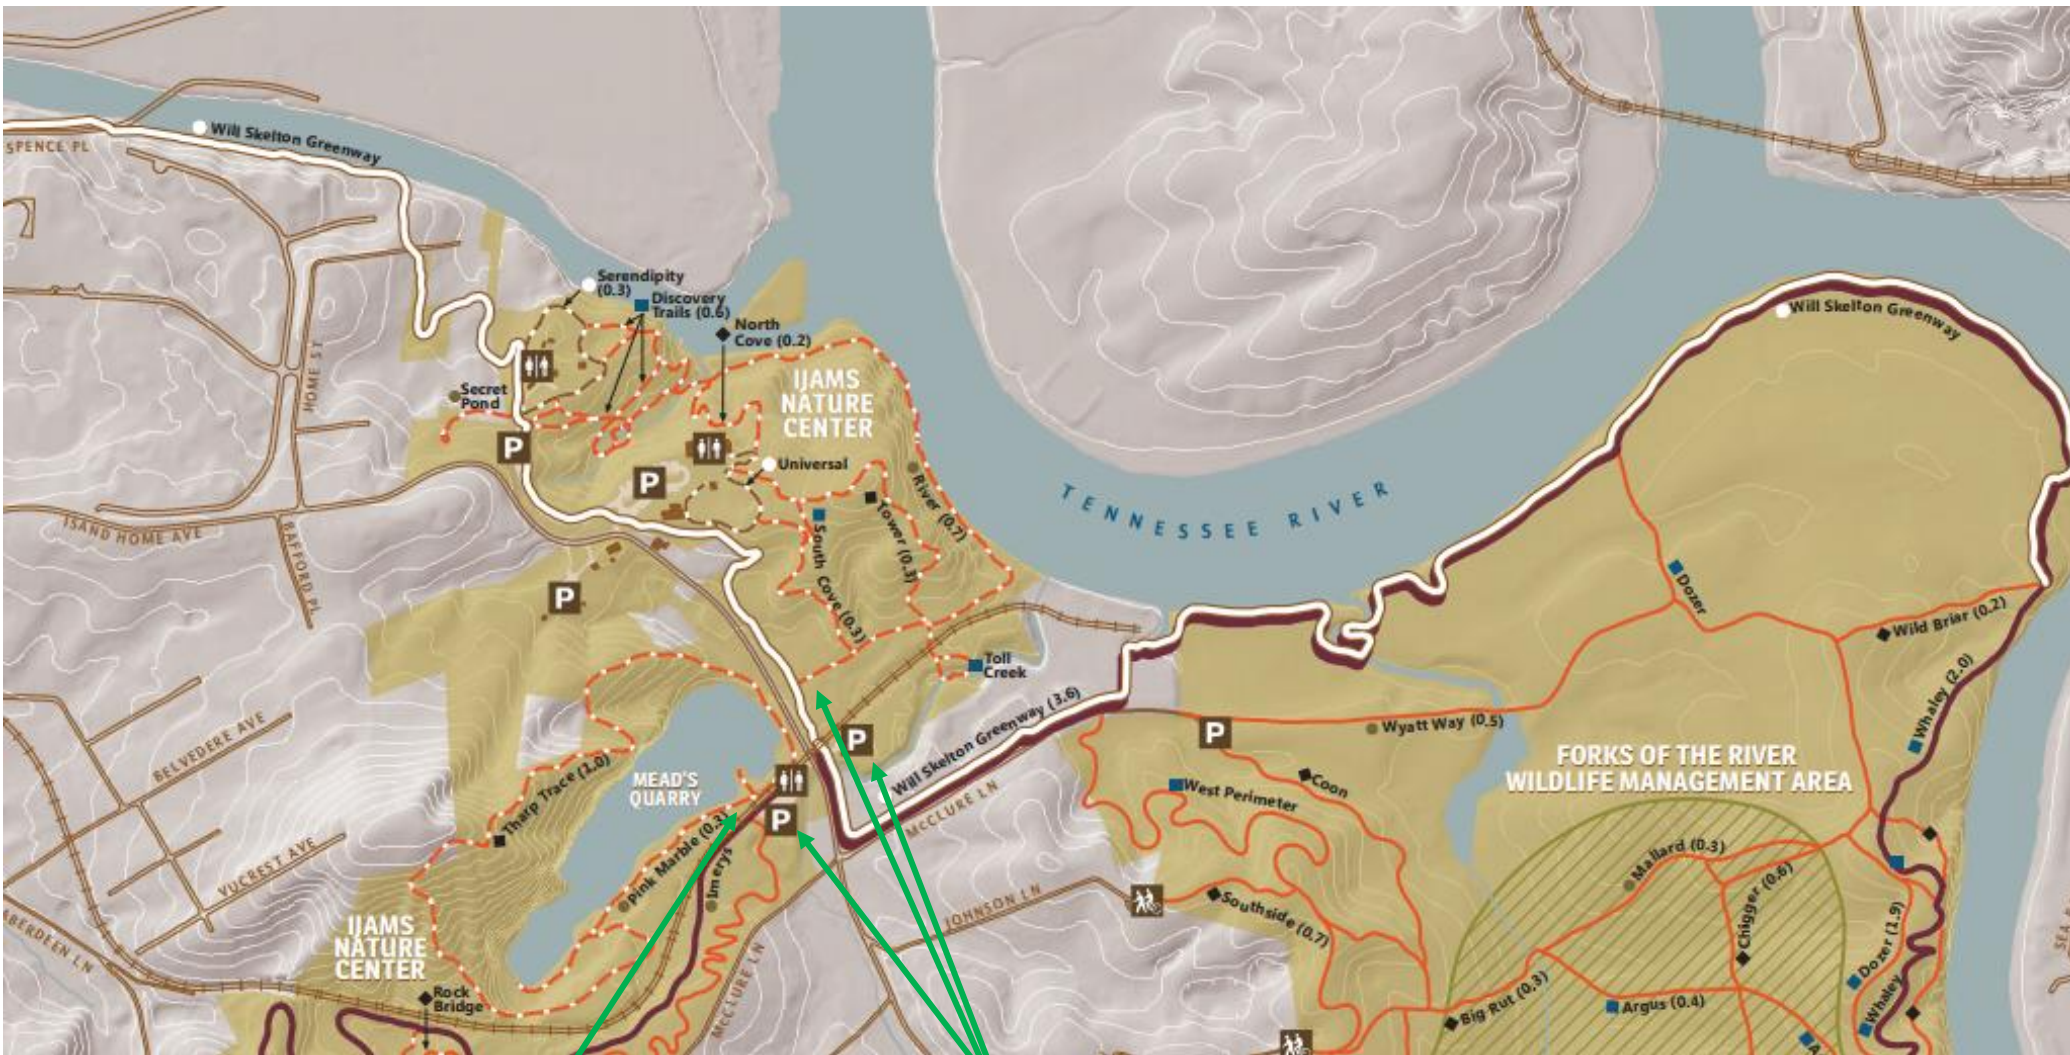 SPENCE PL
Will Skelton Greenway
Serendipity
(0.3)
Discovery
Trails (0.6)
North
Cove (0.2)
Will Skelton Greenway
HOME ST
Secret
Pond
IJAMS
NATURE
CENTER
P
P
Universal
River (0.7)
Tower (0.3)
South Cove (0.3)
TENNESSEE RIVER
ISAND HOME AVE
BAFFORD PL
P
Dozer
Wild Briar (0.2)
Toll
Creek
Whaley (2.0)
Will Skelton Greenway (3.6)
P
P
Wyatt Way (0.5)
BELVEDERE AVE
FORKS OF THE RIVER
WILDLIFE MANAGEMENT AREA
Tharp Trace (1.0)
MEAD'S
QUARRY
Coon
West Perimeter
P
McCLURE LN
Pink Marble (0.3)
Imerys
Mallard (0.3)
Chigger (0.6)
YUCREST AVE
JOHNSON LN
Southside (0.7)
ABERDEEN LN
IJAMS
NATURE
CENTER
McCLURE LN
Dozer (1.9)
Rock
Bridge
Big Rut (0.3)
Argus (0.4)
Whaley
A
SEA